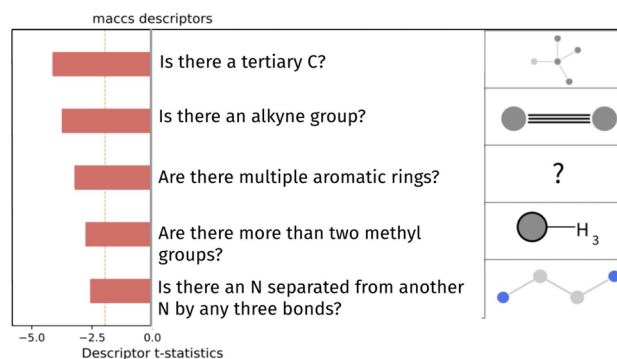 maccs descriptors
Is there a tertiary C?
Is there an alkyne group?
Are there multiple aromatic rings?
?
Are there more than two methyl
groups?
H3
Is there an N separated from another
N by any three bonds?
−5.0 −2.5 0.0
Descriptor t-statistics